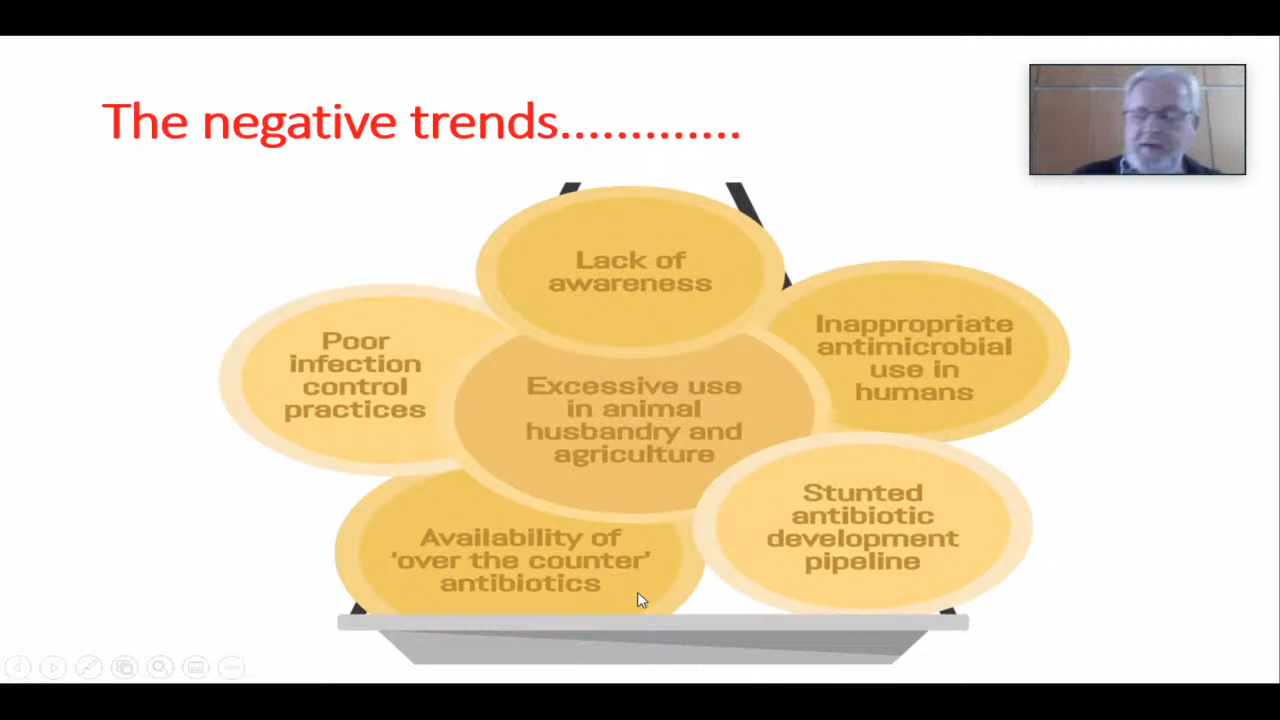 The negative trends.............
Lack of
awareness
Poor
infection
control
practices
Inappropriate
antimicrobial
use in
humans
Excessive use
in animal
husbandry and
agriculture
Stunted
antibiotic
development
pipeline
Availability of
‘over the counter’
antibiotics